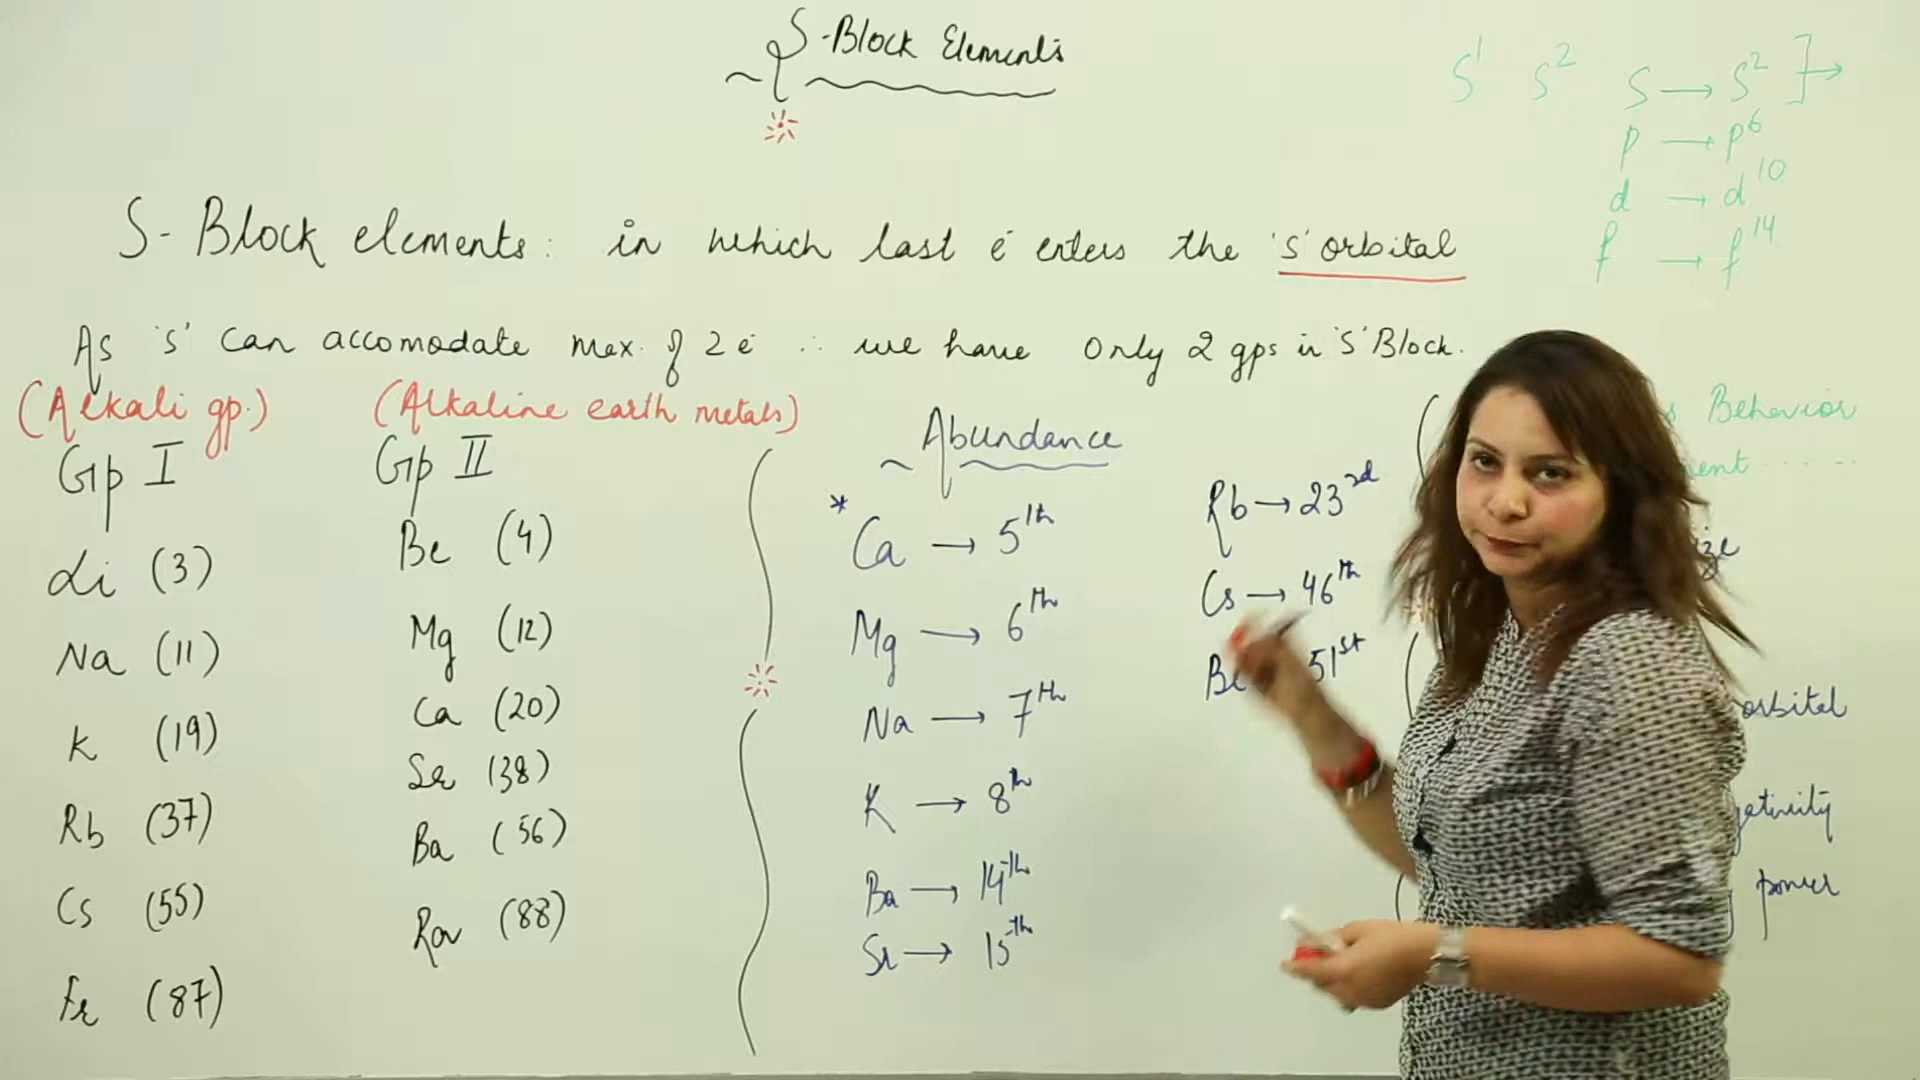 S-Block Elements
S¹ S² S → S² ] →
p → p⁶
d → d¹⁰
f → f¹⁴
S-Block elements: in which last e⁻ enters the 's' orbital
As 's' can accomodate max. of 2 e⁻ ∴ we have only 2 gps in 'S' Block.
(Alkali gp.)
Gp I
Li (3)
Na (11)
K (19)
Rb (37)
Cs (55)
Fr (87)
(Alkaline earth metals)
Gp II
Be (4)
Mg (12)
Ca (20)
Sr (38)
Ba (56)
Ra (88)
Abundance
* Ca → 5th
Mg → 6th
Na → 7th
K → 8th
Ba → 14th
Sr → 15th
Rb → 23rd
Cs → 46th
Be 51st
Behavior
orbital
power